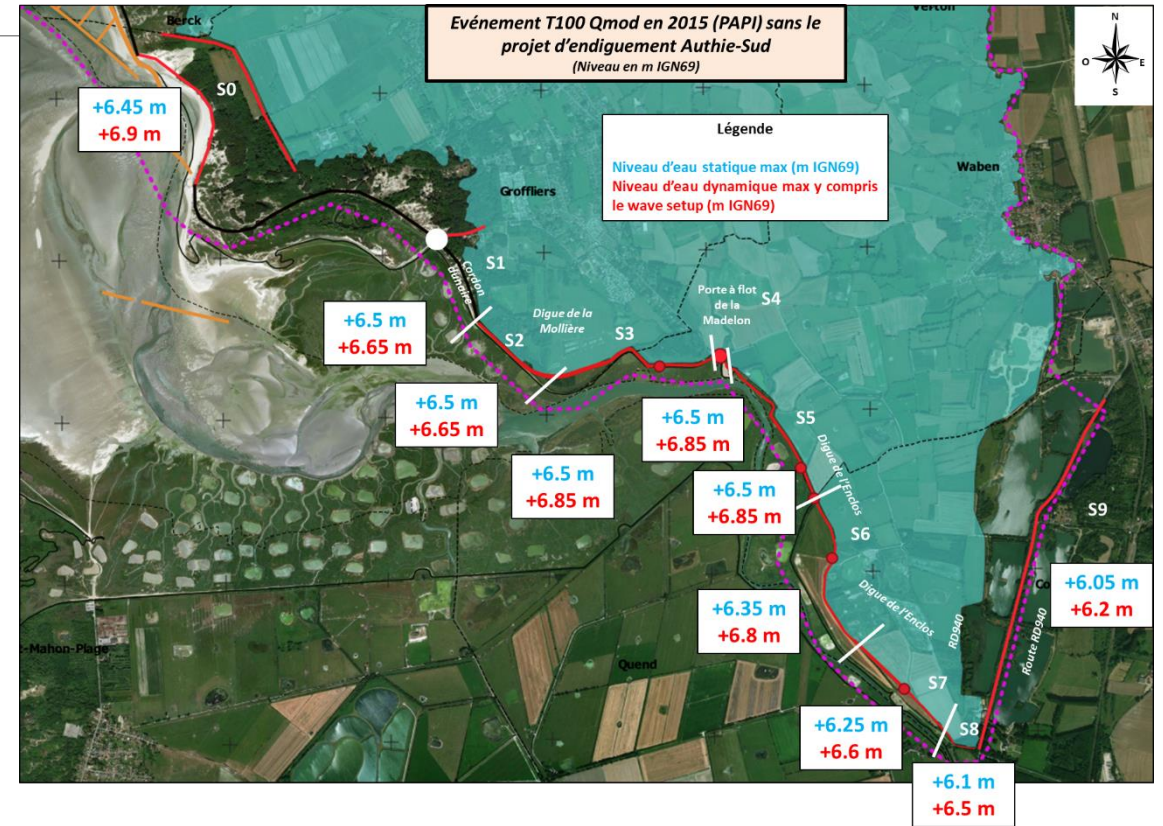 Berck
Verton
Evénement T100 Qmod en 2015 (PAPI) sans le
projet d'endiguement Authie-Sud
(Niveau en m IGN69)
N
O
E
S
S0
+6.45 m
+6.9 m
Légende
Niveau d'eau statique max (m IGN69)
Niveau d'eau dynamique max y compris
le wave setup (m IGN69)
Waben
Groffliers
S1
Cordon
dunaire
Porte à flot
de la
Madelon
S4
Digue de la
Mollière
S3
S2
+6.5 m
+6.65 m
+6.5 m
+6.65 m
+6.5 m
+6.85 m
+6.5 m
+6.85 m
S5
Digue de l'Enclos
+6.5 m
+6.85 m
S6
S9
Co
+6.05 m
+6.2 m
+6.35 m
+6.8 m
Digue de l'Enclos
RD940
Route RD940
t-Mahon-Plage
Quend
S7
S8
+6.25 m
+6.6 m
+6.1 m
+6.5 m